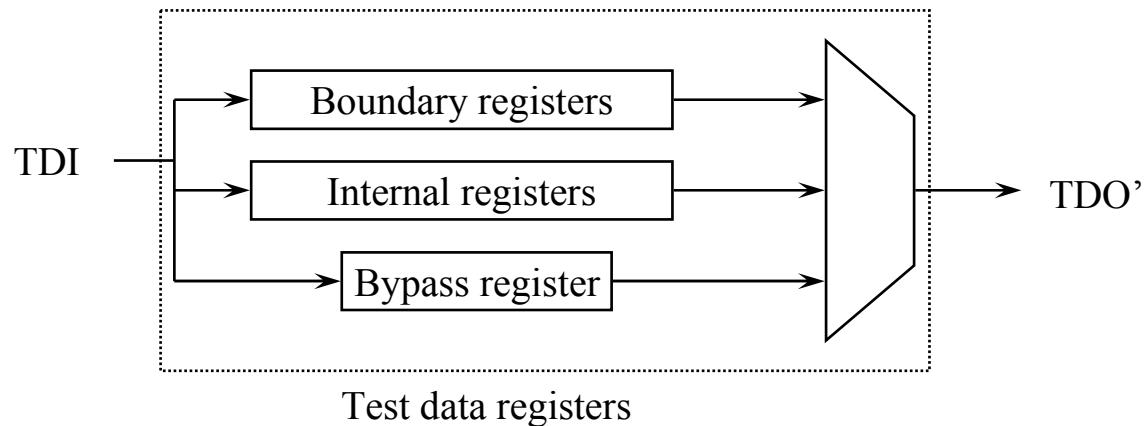 Boundary registers
TDI
Internal registers
TDO’
Bypass register
Test data registers